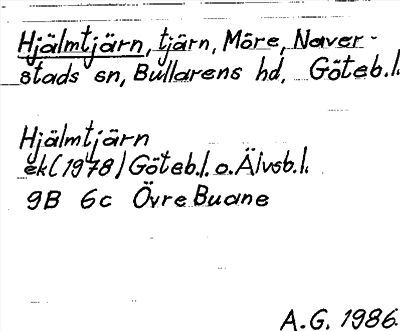 Hjälmtjärn, tjärn, Möre, Naver-
stads sn, Bullarens hd, Göteb.l.
Hjälmtjärn
ek(1978) Göteb.l. o. Älvsb.l.
9B 6c Övre Buane
A.G. 1986.